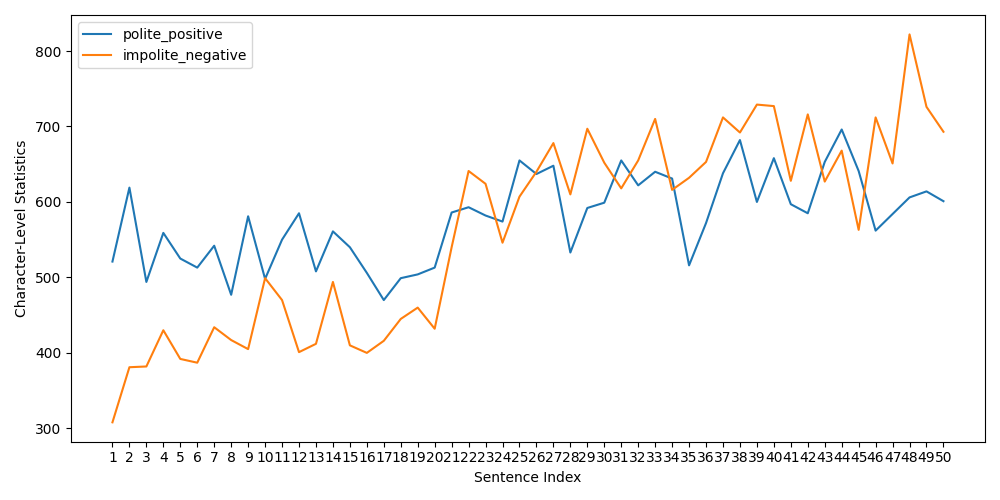 polite_positive
impolite_negative
800
700
600
500
400
300
Character-Level Statistics
1 2 3 4 5 6 7 8 9 10 11 12 13 14 15 16 17 18 19 20 21 22 23 24 25 26 27 28 29 30 31 32 33 34 35 36 37 38 39 40 41 42 43 44 45 46 47 48 49 50
Sentence Index